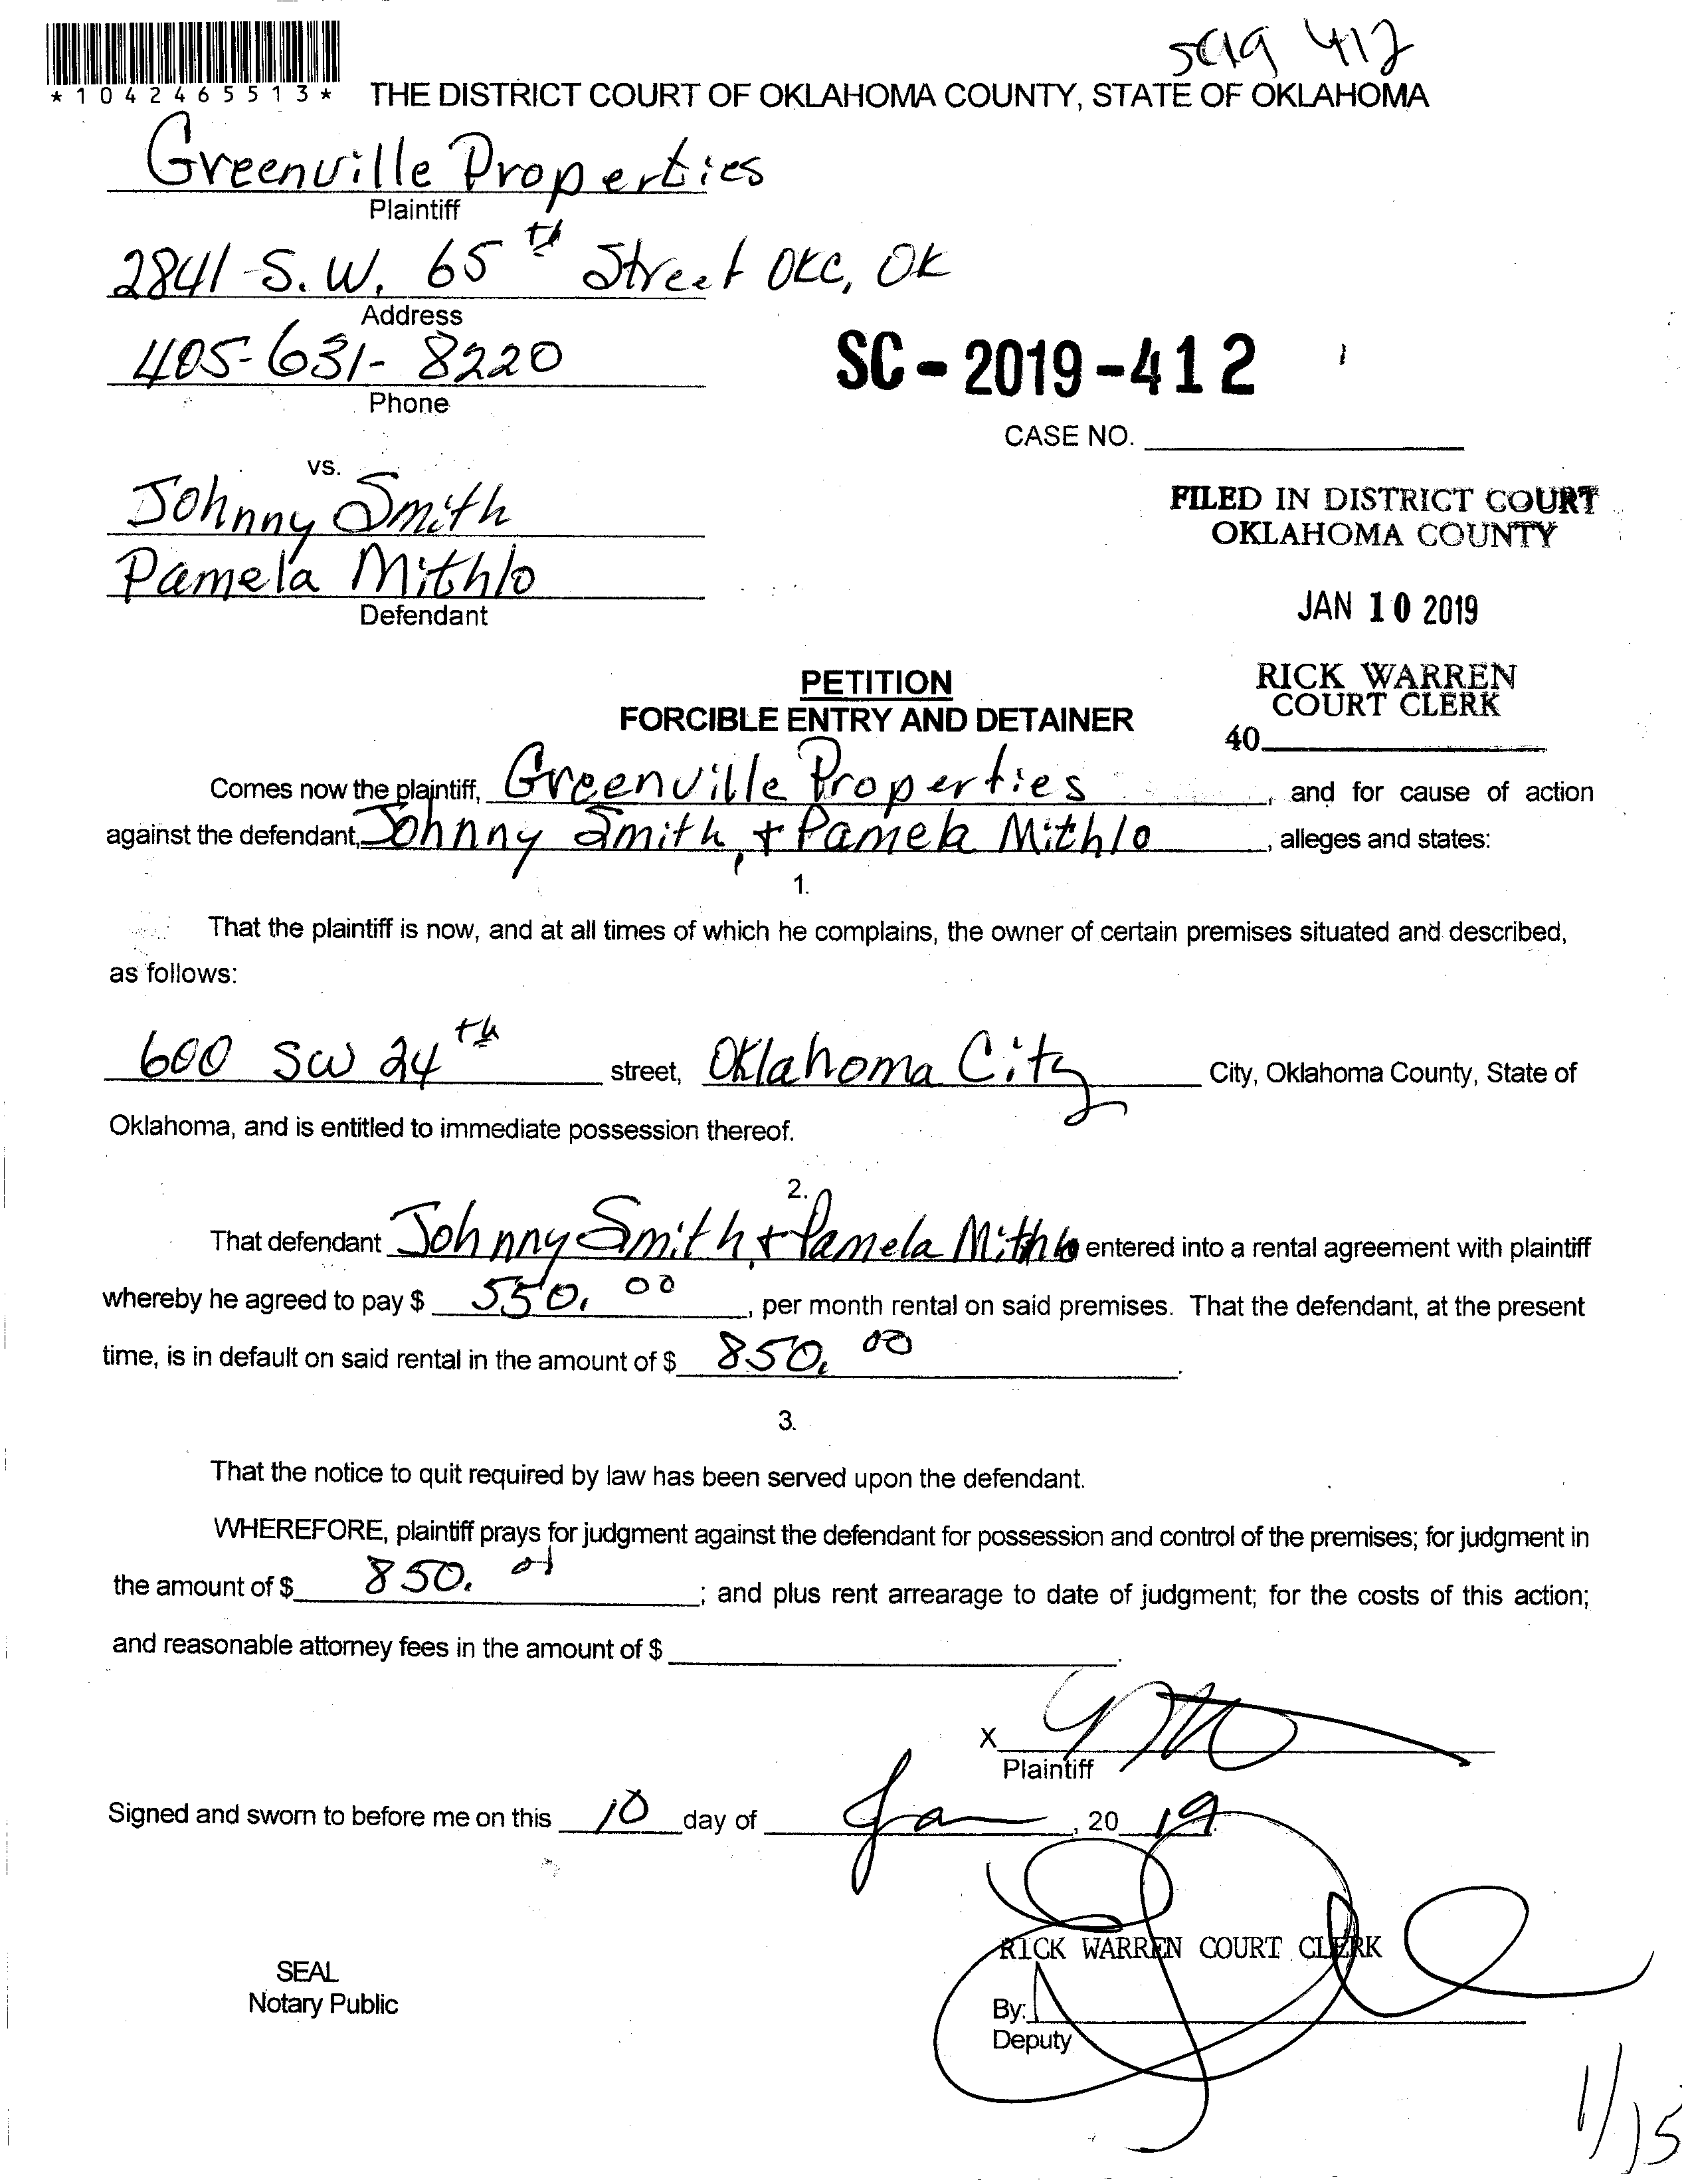 SC19 412
*1042465513*
THE DISTRICT COURT OF OKLAHOMA COUNTY, STATE OF OKLAHOMA
Greenville Properties
Plaintiff
2841 S.W. 65th Street OKC, OK
Address
405-631-8220
Phone
SC-2019-412
CASE NO.
vs.
Johnny Smith
Pamela Mithlo
Defendant
FILED IN DISTRICT COURT
OKLAHOMA COUNTY
JAN 10 2019
RICK WARREN
COURT CLERK
40
PETITION
FORCIBLE ENTRY AND DETAINER
Comes now the plaintiff, Greenville Properties, and for cause of action
against the defendant, Johnny Smith, + Pamela Mithlo, alleges and states:
1.
That the plaintiff is now, and at all times of which he complains, the owner of certain premises situated and described,
as follows:
600 SW 24th street, Oklahoma City City, Oklahoma County, State of
Oklahoma, and is entitled to immediate possession thereof.
2.
That defendant Johnny Smith, + Pamela Mithlo entered into a rental agreement with plaintiff
whereby he agreed to pay $ 550.00, per month rental on said premises. That the defendant, at the present
time, is in default on said rental in the amount of $ 850.00.
3.
That the notice to quit required by law has been served upon the defendant.
WHEREFORE, plaintiff prays for judgment against the defendant for possession and control of the premises; for judgment in
the amount of $ 850. ; and plus rent arrearage to date of judgment; for the costs of this action;
and reasonable attorney fees in the amount of $ .
X
Plaintiff
Signed and sworn to before me on this 10 day of Jan, 20 19.
RICK WARREN COURT CLERK
SEAL
Notary Public
By:
Deputy
1/15